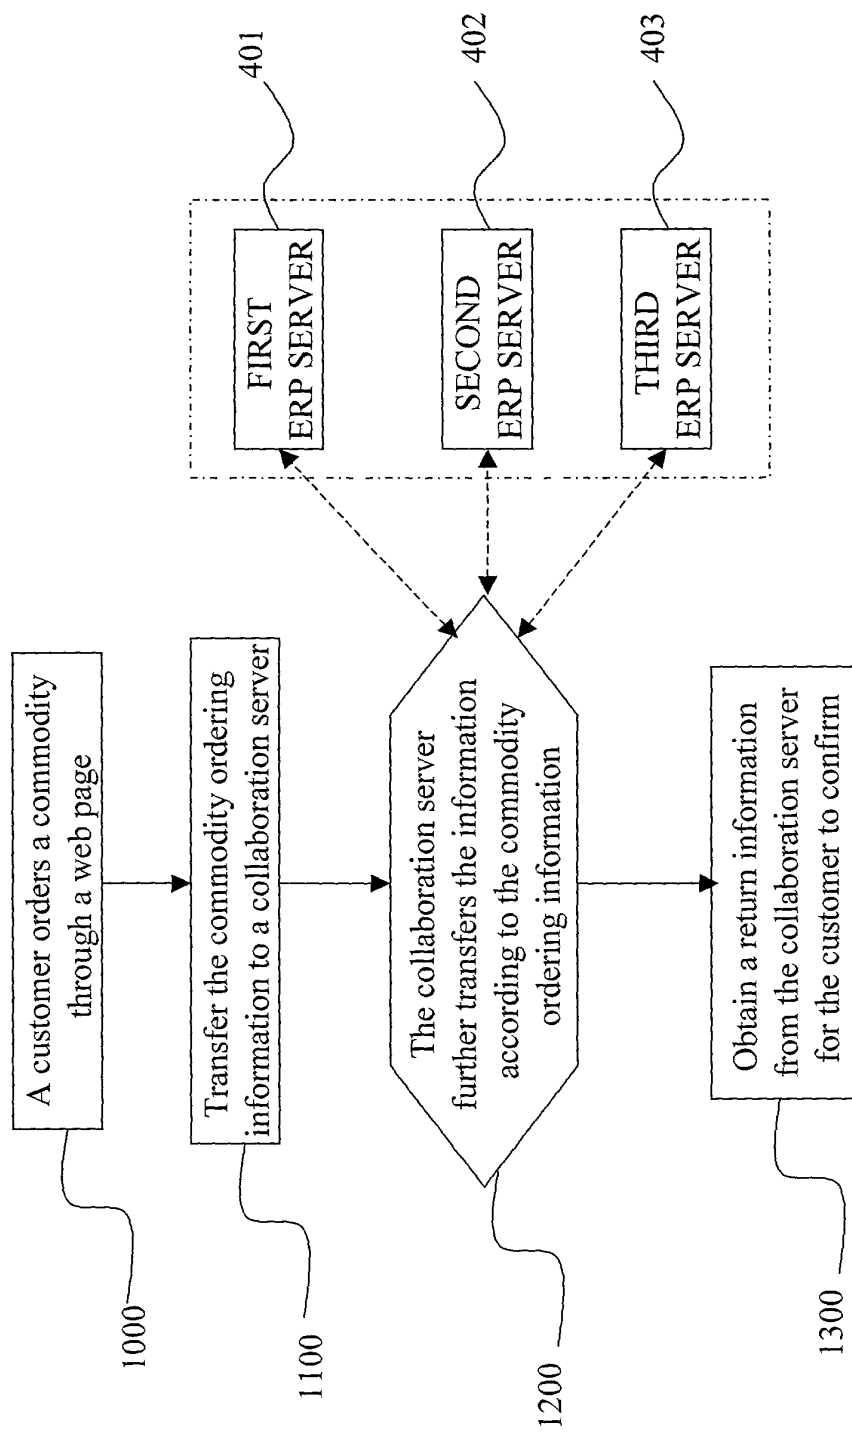 1000
A customer orders a commodity
through a web page
1100
Transfer the commodity ordering
information to a collaboration server
1200
The collaboration server
further transfers the information
according to the commodity
ordering information
FIRST
ERP SERVER
401
SECOND
ERP SERVER
402
THIRD
ERP SERVER
403
1300
Obtain a return information
from the collaboration server
for the customer to confirm